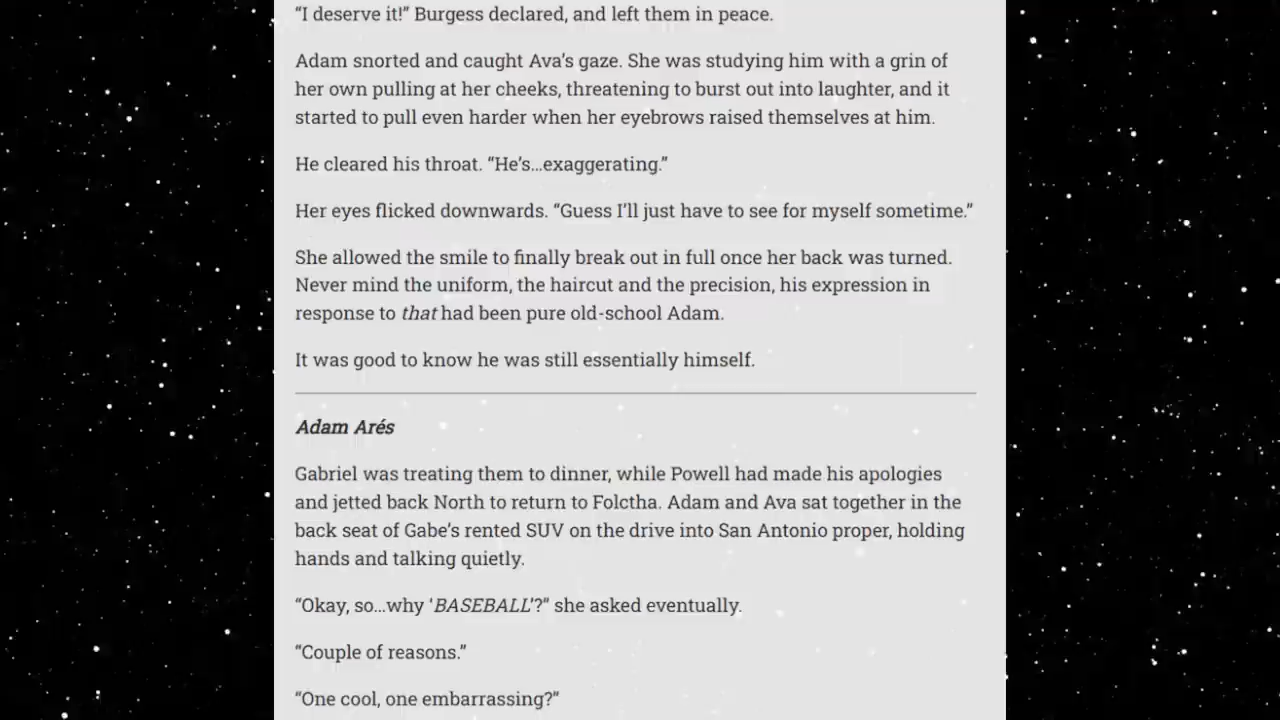 “I deserve it!” Burgess declared, and left them in peace.
Adam snorted and caught Ava’s gaze. She was studying him with a grin of
her own pulling at her cheeks, threatening to burst out into laughter, and it
started to pull even harder when her eyebrows raised themselves at him.
He cleared his throat. “He’s…exaggerating.”
Her eyes flicked downwards. “Guess I’ll just have to see for myself sometime.”
She allowed the smile to finally break out in full once her back was turned.
Never mind the uniform, the haircut and the precision, his expression in
response to that had been pure old-school Adam.
It was good to know he was still essentially himself.
Adam Arés
Gabriel was treating them to dinner, while Powell had made his apologies
and jetted back North to return to Folctha. Adam and Ava sat together in the
back seat of Gabe’s rented SUV on the drive into San Antonio proper, holding
hands and talking quietly.
“Okay, so…why ‘BASEBALL’?” she asked eventually.
“Couple of reasons.”
“One cool, one embarrassing?”